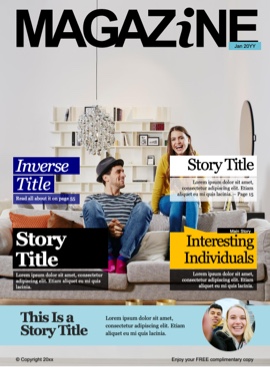 MAGAZiNE
Jan 20YY
Inverse
Title
Read all about it on page 55
Story Title
Lorem ipsum dolor sit amet,
consectetur adipiscing elit. Etiam
aliquet eu mi quis lacinia. - Page 15
Story
Title
Lorem ipsum dolor sit amet,
consectetur adipiscing elit. Etiam
aliquet eu mi quis
lacinia.
Main Story
Interesting
Individuals
Lorem ipsum dolor sit amet,
consectetur adipiscing elit.
Etiam aliquet eu mi quis
lacinia.
This Is a
Story Title
Lorem ipsum dolor sit amet,
consectetur adipiscing elit. Etiam
aliquet eu mi quis lacinia.
© Copyright 20xx
Enjoy your FREE complimentary copy